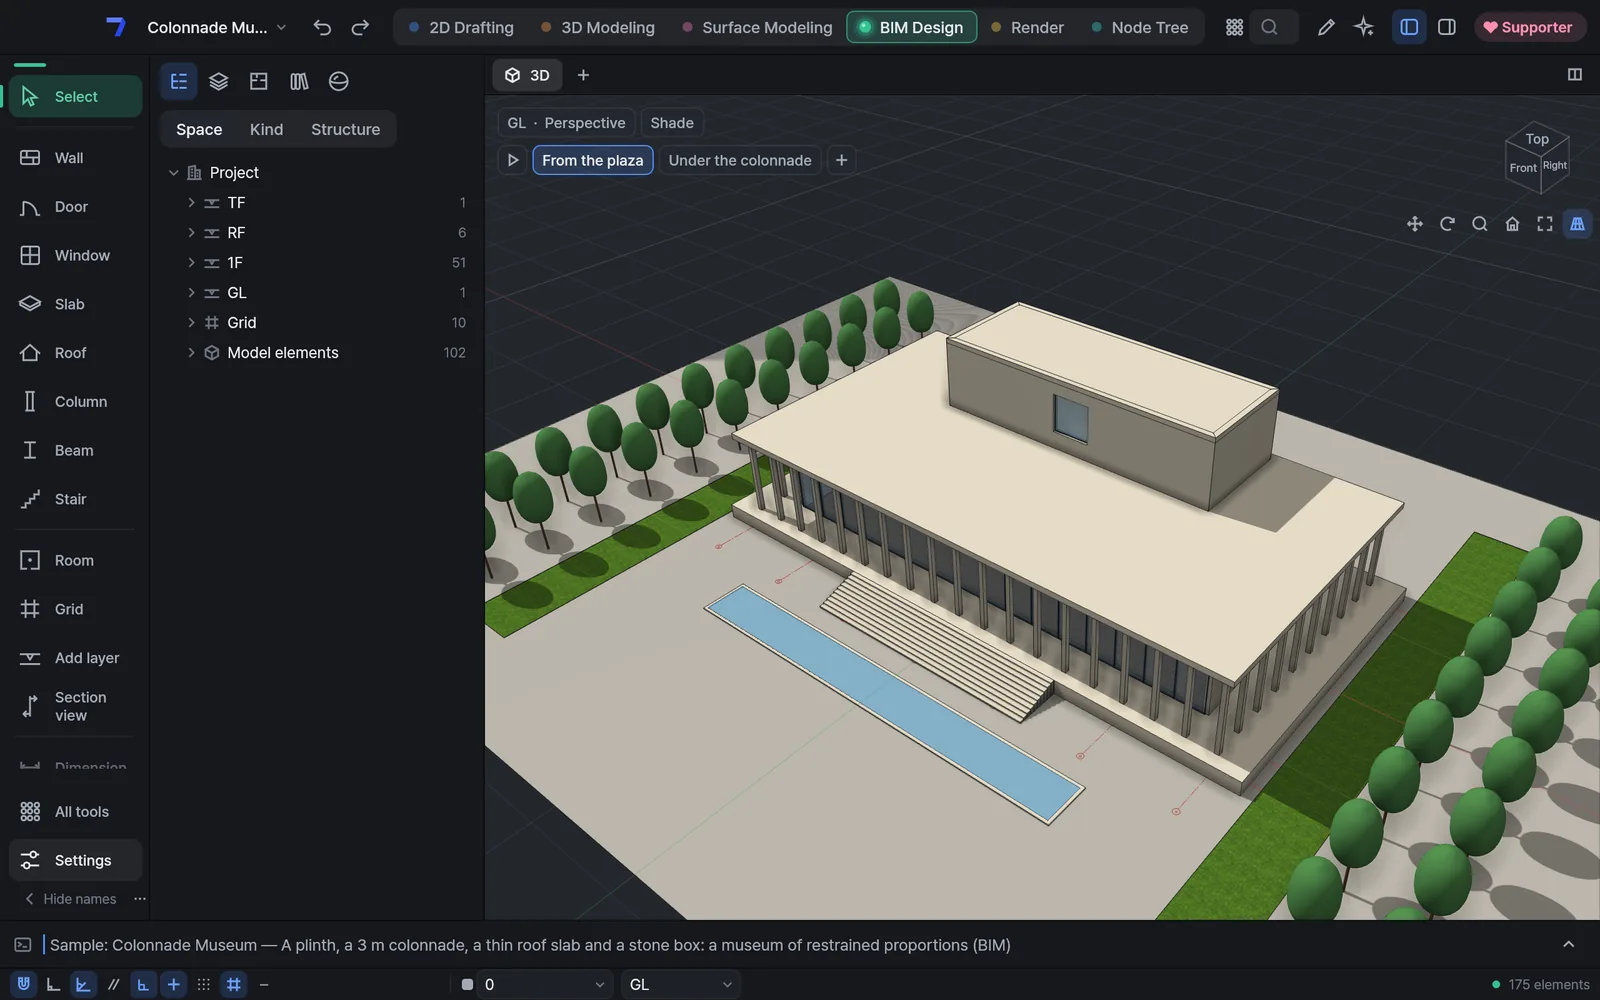 Colonnade Mu...
2D Drafting
3D Modeling
Surface Modeling
BIM Design
Render
Node Tree
Supporter
Select
Wall
Door
Window
Slab
Roof
Column
Beam
Stair
Room
Grid
Add layer
Section
view
Dimension
All tools
Settings
Hide names
Space
Kind
Structure
Project
TF 1
RF 6
1F 51
GL 1
Grid 10
Model elements 102
3D
GL · Perspective
Shade
From the plaza
Under the colonnade
Top
Front
Right
Sample: Colonnade Museum — A plinth, a 3 m colonnade, a thin roof slab and a stone box: a museum of restrained proportions (BIM)
0
GL
175 elements